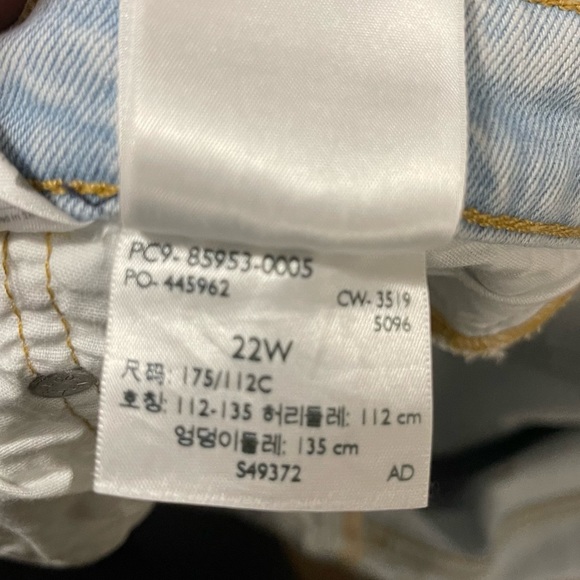 PC9- 85953-0005
PO- 445962
CW- 3519
5096
22W
尺码: 175/112C
호칭: 112-135 허리둘레: 112 cm
엉덩이둘레: 135 cm
S49372 AD